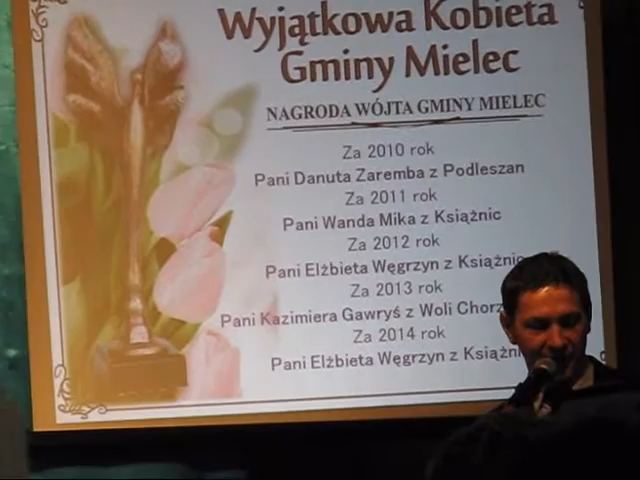 Wyjątkowa Kobieta
Gminy Mielec
NAGRODA WÓJTA GMINY MIELEC
Za 2010 rok
Pani Danuta Zaremba z Podleszan
Za 2011 rok
Pani Wanda Mika z Książnic
Za 2012 rok
Pani Elżbieta Węgrzyn z Książnic
Za 2013 rok
Pani Kazimiera Gawryś z Woli
Za 2014 rok
Pani Elżbieta Węgrzyn z